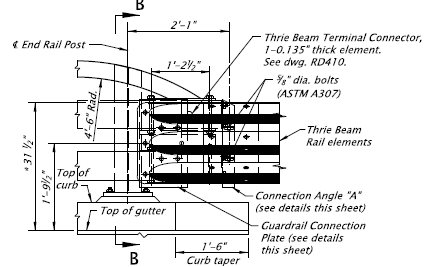 B
2'-1"
℄ End Rail Post
Thrie Beam Terminal Connector,
1-0.135" thick element.
See dwg. RD410.
1'-2½"
⅝" dia. bolts
(ASTM A307)
4'-6" Rad.
* 31 ½"
1'-9½"
Thrie Beam
Rail elements
Top of
curb
Connection Angle "A"
(see details this sheet)
Top of gutter
Guardrail Connection
Plate (see details
this sheet)
1'-6"
Curb taper
B